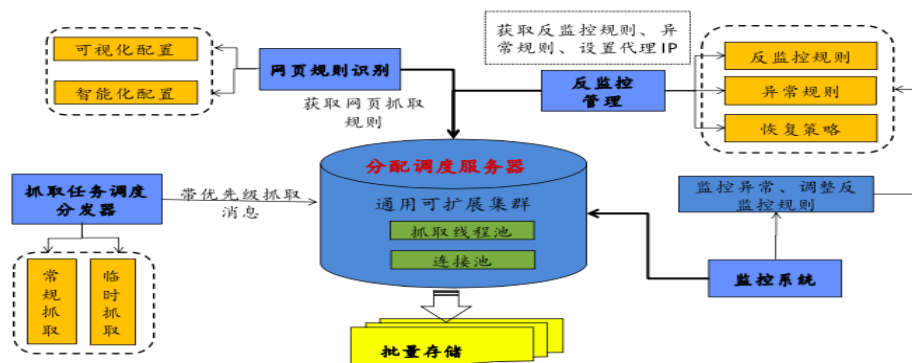 可视化配置
智能化配置
网页规则识别
获取网页抓取
规则
获取反监控规则、异
常规则、设置代理IP
反监控
管理
反监控规则
异常规则
恢复策略
抓取任务调度
分发器
带优先级抓取
消息
常规抓取
临时抓取
分配调度服务器
通用可扩展集群
抓取线程池
连接池
监控异常、调整反
监控规则
监控系统
批量存储